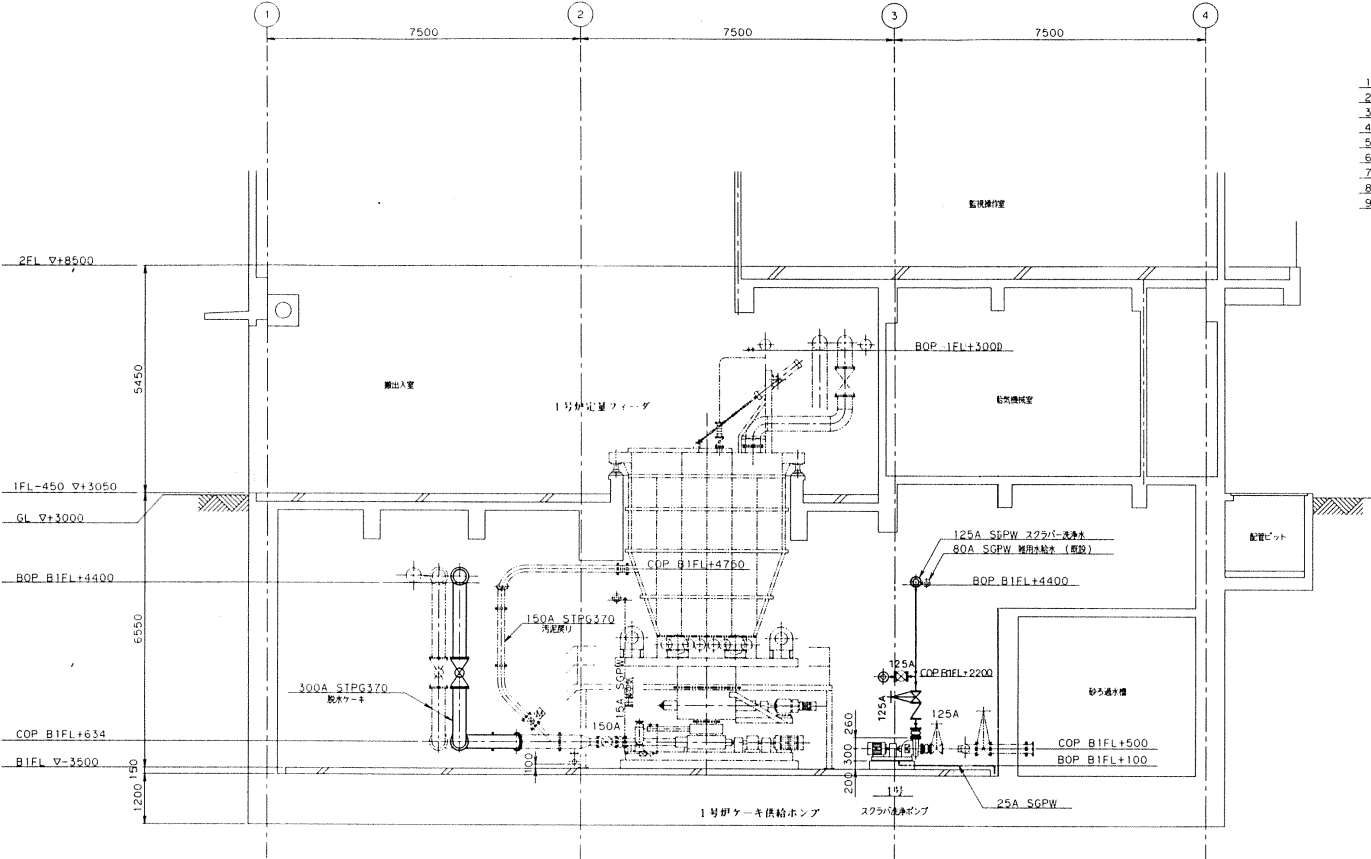 1 2 3 4
7500 7500 7500
1
2
3
4
5
6
7
8
9
監視操作室
2FL ▽+8500
BOP 1FL+3000
5450
搬出入室
1号炉定量フィーダ
給気機械室
1FL-450 ▽+3050
GL ▽+3000
125A SGPW スクラバー洗浄水
80A SGPW 雑用水給水 (既設)
配管ピット
COP B1FL+4750
BOP B1FL+4400
BOP B1FL+4400
150A STPG370
汚泥戻り
6550
125A
COP B1FL+2200
300A STPG370
脱水ケーキ
15A SGPW
砂ろ過水槽
125A
125A
150A
260
COP B1FL+634
COP B1FL+500
300
B1FL ▽-3500
BOP B1FL+100
150
100
200
1号
25A SGPW
1200
1号炉ケーキ供給ポンプ
スクラバ洗浄ポンプ